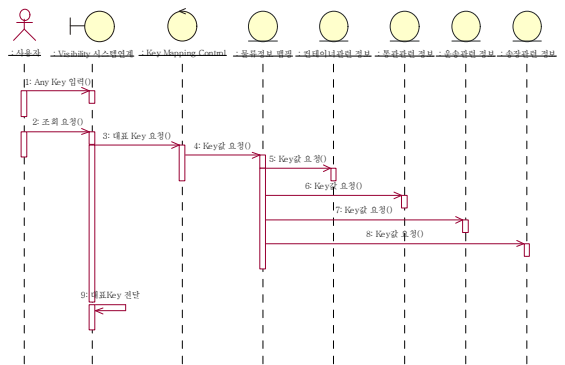 : 사용자
: Visibility 시스템연계
: Key Mapping Control
: 물류정보 맵핑
: 컨테이너관련 정보
: 통관관련 정보
: 운송관련 정보
: 송장관련 정보
1: Any Key 입력()
2: 조회 요청()
3: 대표 Key 요청()
4: Key값 요청()
5: Key값 요청()
6: Key값 요청()
7: Key값 요청()
8: Key값 요청()
9: 대표Key 전달